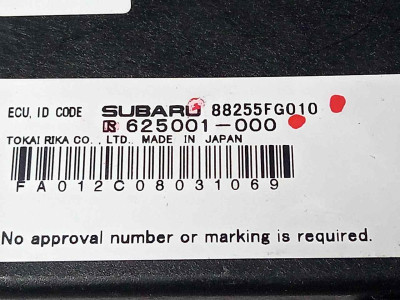 ECU, ID CODE SUBARU 88255FG010
R 625001-000
TOKAI RIKA CO., LTD. MADE IN JAPAN
FA012C08031069
No approval number or marking is required.